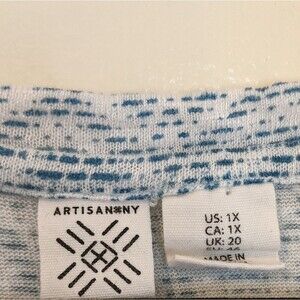 ARTISAN※NY
US: 1X
CA: 1X
UK: 20
MADE IN